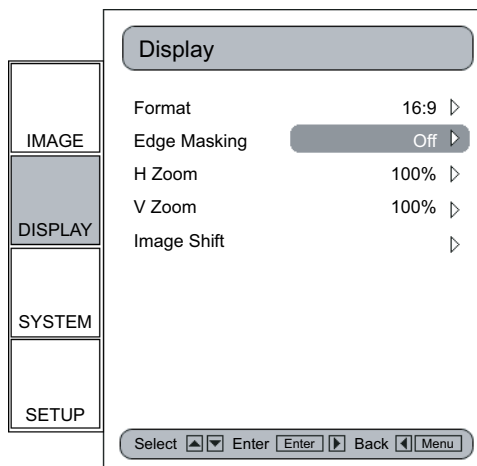 Display
Format 16:9
Edge Masking Off
H Zoom 100%
V Zoom 100%
Image Shift
IMAGE
DISPLAY
SYSTEM
SETUP
Select Enter Enter Back Menu